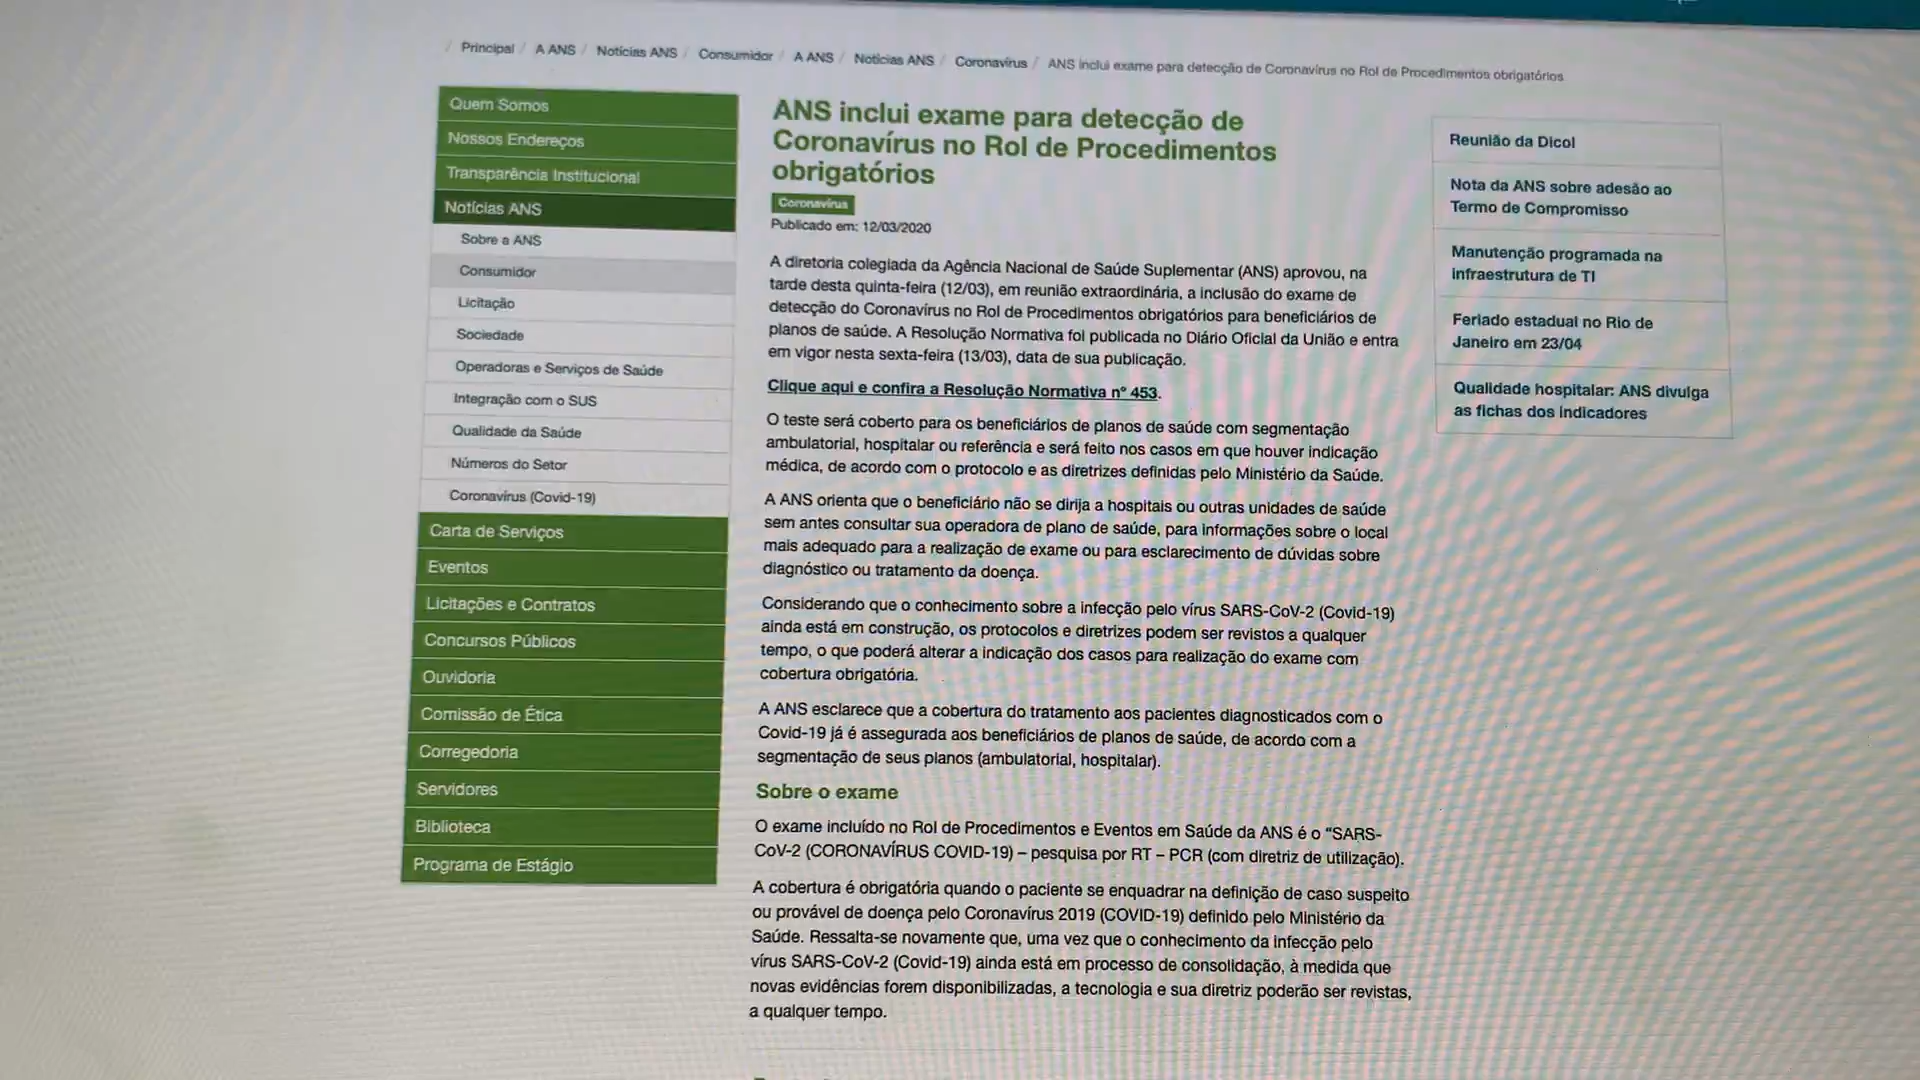 / Principal / A ANS / Notícias ANS / Consumidor / A ANS / Notícias ANS / Coronavírus / ANS inclui exame para detecção de Coronavírus no Rol de Procedimentos obrigatórios
Quem Somos
Nossos Endereços
Transparência Institucional
Notícias ANS
Sobre a ANS
Consumidor
Licitação
Sociedade
Operadoras e Serviços de Saúde
Integração com o SUS
Qualidade da Saúde
Números do Setor
Coronavírus (Covid-19)
Carta de Serviços
Eventos
Licitações e Contratos
Concursos Públicos
Ouvidoria
Comissão de Ética
Corregedoria
Servidores
Biblioteca
Programa de Estágio
ANS inclui exame para detecção de
Coronavírus no Rol de Procedimentos
obrigatórios
Coronavírus
Publicado em: 12/03/2020
A diretoria colegiada da Agência Nacional de Saúde Suplementar (ANS) aprovou, na
tarde desta quinta-feira (12/03), em reunião extraordinária, a inclusão do exame de
detecção do Coronavírus no Rol de Procedimentos obrigatórios para beneficiários de
planos de saúde. A Resolução Normativa foi publicada no Diário Oficial da União e entra
em vigor nesta sexta-feira (13/03), data de sua publicação.
Clique aqui e confira a Resolução Normativa nº 453.
O teste será coberto para os beneficiários de planos de saúde com segmentação
ambulatorial, hospitalar ou referência e será feito nos casos em que houver indicação
médica, de acordo com o protocolo e as diretrizes definidas pelo Ministério da Saúde.
A ANS orienta que o beneficiário não se dirija a hospitais ou outras unidades de saúde
sem antes consultar sua operadora de plano de saúde, para informações sobre o local
mais adequado para a realização de exame ou para esclarecimento de dúvidas sobre
diagnóstico ou tratamento da doença.
Considerando que o conhecimento sobre a infecção pelo vírus SARS-CoV-2 (Covid-19)
ainda está em construção, os protocolos e diretrizes podem ser revistos a qualquer
tempo, o que poderá alterar a indicação dos casos para realização do exame com
cobertura obrigatória.
A ANS esclarece que a cobertura do tratamento aos pacientes diagnosticados com o
Covid-19 já é assegurada aos beneficiários de planos de saúde, de acordo com a
segmentação de seus planos (ambulatorial, hospitalar).
Sobre o exame
O exame incluído no Rol de Procedimentos e Eventos em Saúde da ANS é o “SARS-
CoV-2 (CORONAVÍRUS COVID-19) – pesquisa por RT – PCR (com diretriz de utilização).
A cobertura é obrigatória quando o paciente se enquadrar na definição de caso suspeito
ou provável de doença pelo Coronavírus 2019 (COVID-19) definido pelo Ministério da
Saúde. Ressalta-se novamente que, uma vez que o conhecimento da infecção pelo
vírus SARS-CoV-2 (Covid-19) ainda está em processo de consolidação, à medida que
novas evidências forem disponibilizadas, a tecnologia e sua diretriz poderão ser revistas,
a qualquer tempo.
Reunião da Dicol
Nota da ANS sobre adesão ao
Termo de Compromisso
Manutenção programada na
infraestrutura de TI
Feriado estadual no Rio de
Janeiro em 23/04
Qualidade hospitalar: ANS divulga
as fichas dos indicadores